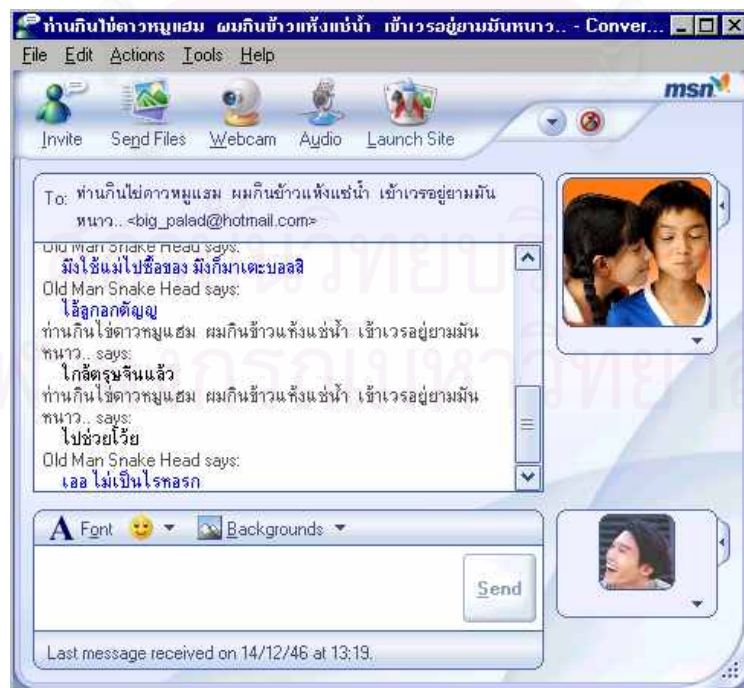 ท่านกินไข่ดาวหมูแฮม ผมกินข้าวแห้งแช่น้ำ เข้าเวรอยู่ยามมันหนาว.. - Conver...
File Edit Actions Tools Help
msn
Invite Send Files Webcam Audio Launch Site
To: ท่านกินไข่ดาวหมูแฮม ผมกินข้าวแห้งแช่น้ำ เข้าเวรอยู่ยามมัน
หนาว.. <big_palad@hotmail.com>
Old Man Snake Head says:
มึงใช้แม่ไปซื้อของ มึงก็มาเตะบอลสิ
Old Man Snake Head says:
ไอ้ลูกอกตัญญู
ท่านกินไข่ดาวหมูแฮม ผมกินข้าวแห้งแช่น้ำ เข้าเวรอยู่ยามมัน
หนาว.. says:
ใกล้ตรุษจีนแล้ว
ท่านกินไข่ดาวหมูแฮม ผมกินข้าวแห้งแช่น้ำ เข้าเวรอยู่ยามมัน
หนาว.. says:
ไปช่วยโว้ย
Old Man Snake Head says:
เออ ไม่เป็นไรหลอก
Font Backgrounds
Send
Last message received on 14/12/46 at 13:19.